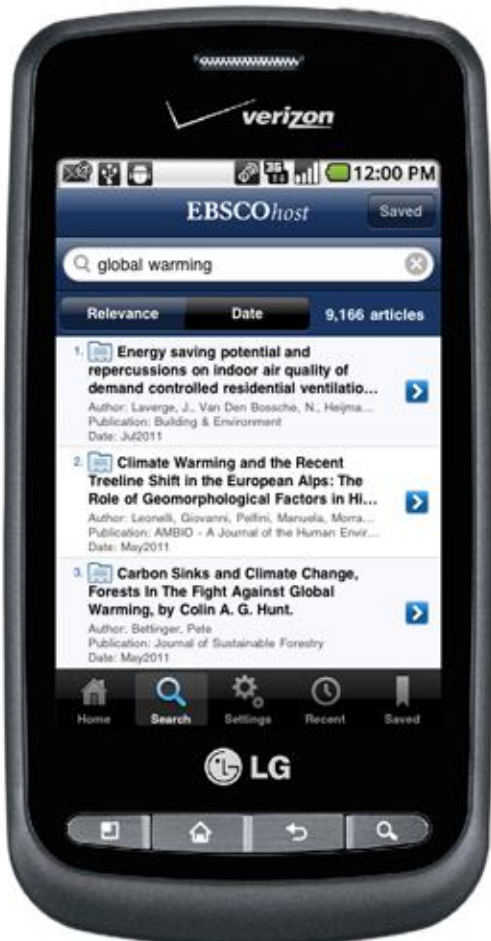 verizon
3G
12:00 PM
EBSCOhost
Saved
global warming
Relevance
Date
9,166 articles
1. Energy saving potential and
repercussions on indoor air quality of
demand controlled residential ventilatio...
Author: Laverge, J., Van Den Bossche, N., Heijma...
Publication: Building & Environment
Date: Jul2011
2. Climate Warming and the Recent
Treeline Shift in the European Alps: The
Role of Geomorphological Factors in Hi...
Author: Leonelli, Giovanni, Pelfini, Manuela, Morra...
Publication: AMBIO - A Journal of the Human Envir...
Date: May2011
3. Carbon Sinks and Climate Change,
Forests In The Fight Against Global
Warming, by Colin A. G. Hunt.
Author: Bettinger, Pete
Publication: Journal of Sustainable Forestry
Date: May2011
Home
Search
Settings
Recent
Saved
LG